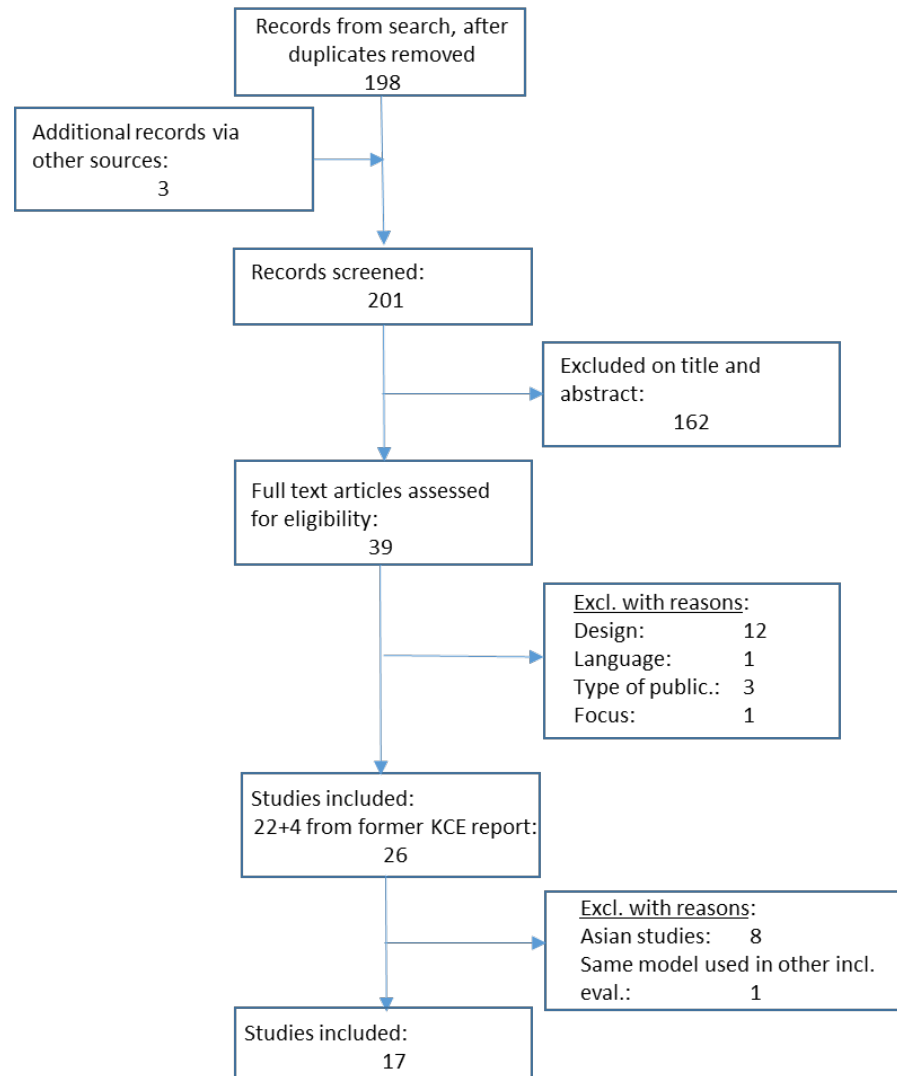 Records from search, after
duplicates removed
198
Additional records via
other sources:
3
Records screened:
201
Excluded on title and
abstract:
162
Full text articles assessed
for eligibility:
39
Excl. with reasons:
Design: 12
Language: 1
Type of public.: 3
Focus: 1
Studies included:
22+4 from former KCE report:
26
Excl. with reasons:
Asian studies: 8
Same model used in other incl.
eval.: 1
Studies included:
17